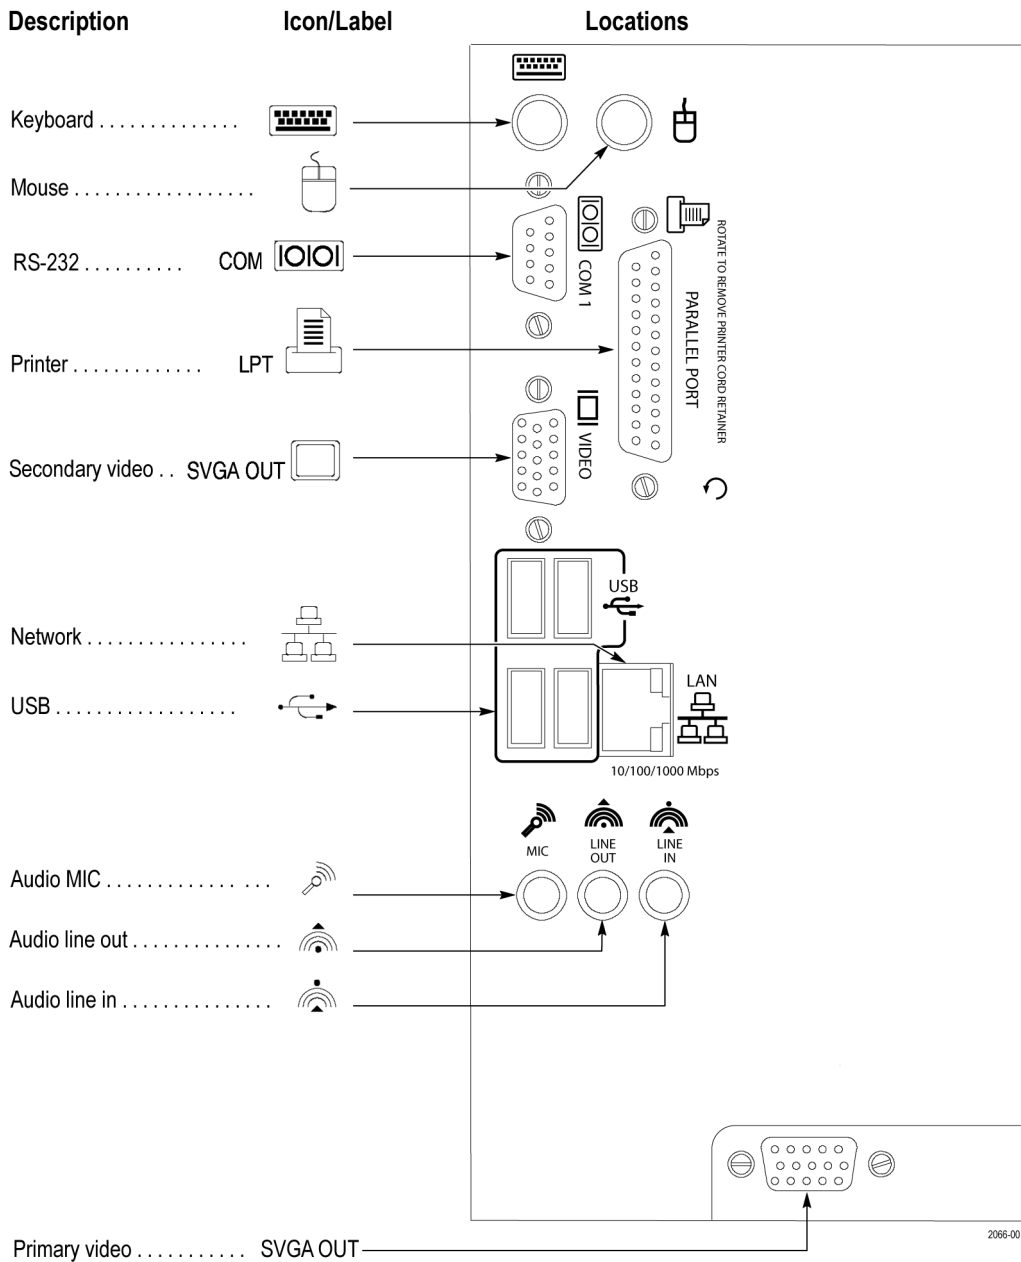 Description Icon/Label Locations
Keyboard . . . . . . . . . . . . . .
Mouse . . . . . . . . . . . . . . . . . .
RS-232 . . . . . . . . . . COM
COM 1
ROTATE TO REMOVE PRINTER CORD RETAINER
PARALLEL PORT
Printer . . . . . . . . . . . . . LPT
Secondary video . . SVGA OUT
VIDEO
USB
Network . . . . . . . . . . . . . . . .
LAN
USB . . . . . . . . . . . . . . . . . .
10/100/1000 Mbps
MIC
LINE OUT
LINE IN
Audio MIC . . . . . . . . . . . . . . . .
Audio line out . . . . . . . . . . . . . . .
Audio line in . . . . . . . . . . . . . . .
2066-00
Primary video . . . . . . . . . . . SVGA OUT